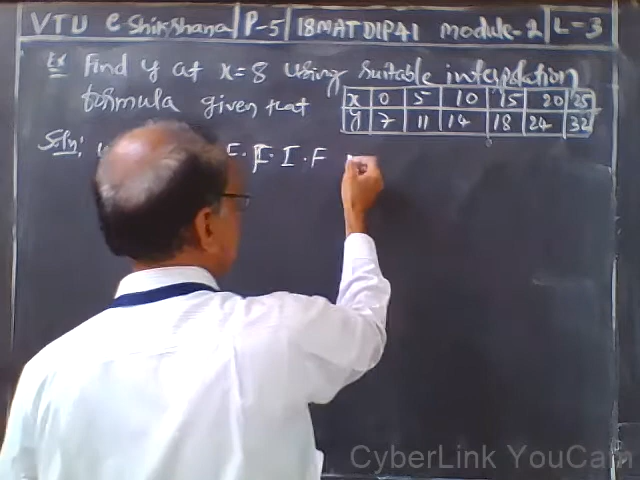 VTU e-Shikshana P-5 18MATDIP41 module-2 L-3
Ex Find y at x=8 using suitable interpolation
formula given that
x 0 5 10 15 20 25
y 7 11 14 18 24 32
Soln: F. I. F
CyberLink YouCam